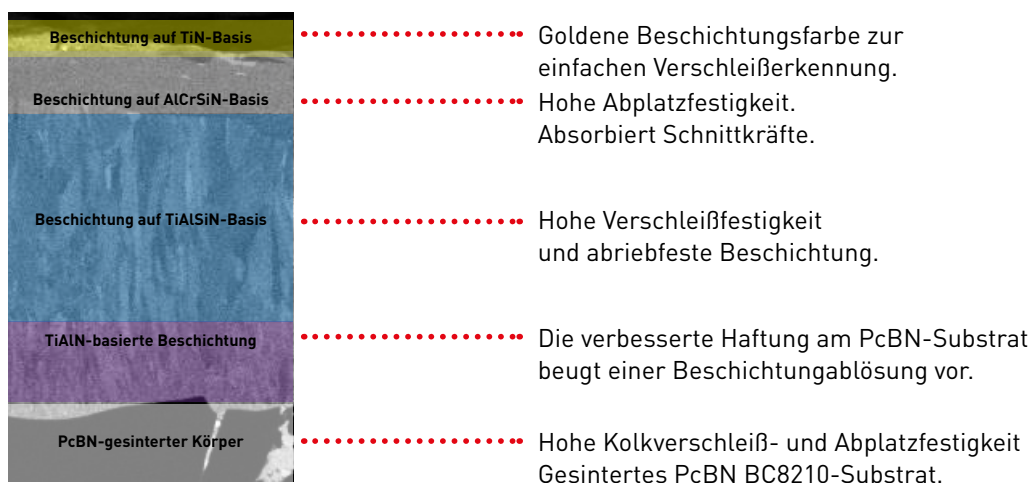 Beschichtung auf TiN-Basis
Goldene Beschichtungsfarbe zur
einfachen Verschleißerkennung.
Beschichtung auf AlCrSiN-Basis
Hohe Abplatzfestigkeit.
Absorbiert Schnittkräfte.
Beschichtung auf TiAlSiN-Basis
Hohe Verschleißfestigkeit
und abriebfeste Beschichtung.
TiAlN-basierte Beschichtung
Die verbesserte Haftung am PcBN-Substrat
beugt einer Beschichtungablösung vor.
PcBN-gesinterter Körper
Hohe Kolkverschleiß- und Abplatzfestigkeit
Gesintertes PcBN BC8210-Substrat.